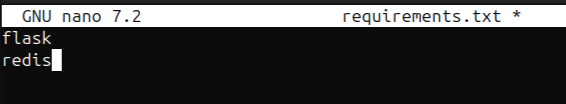 GNU nano 7.2 requirements.txt *
flask
redis